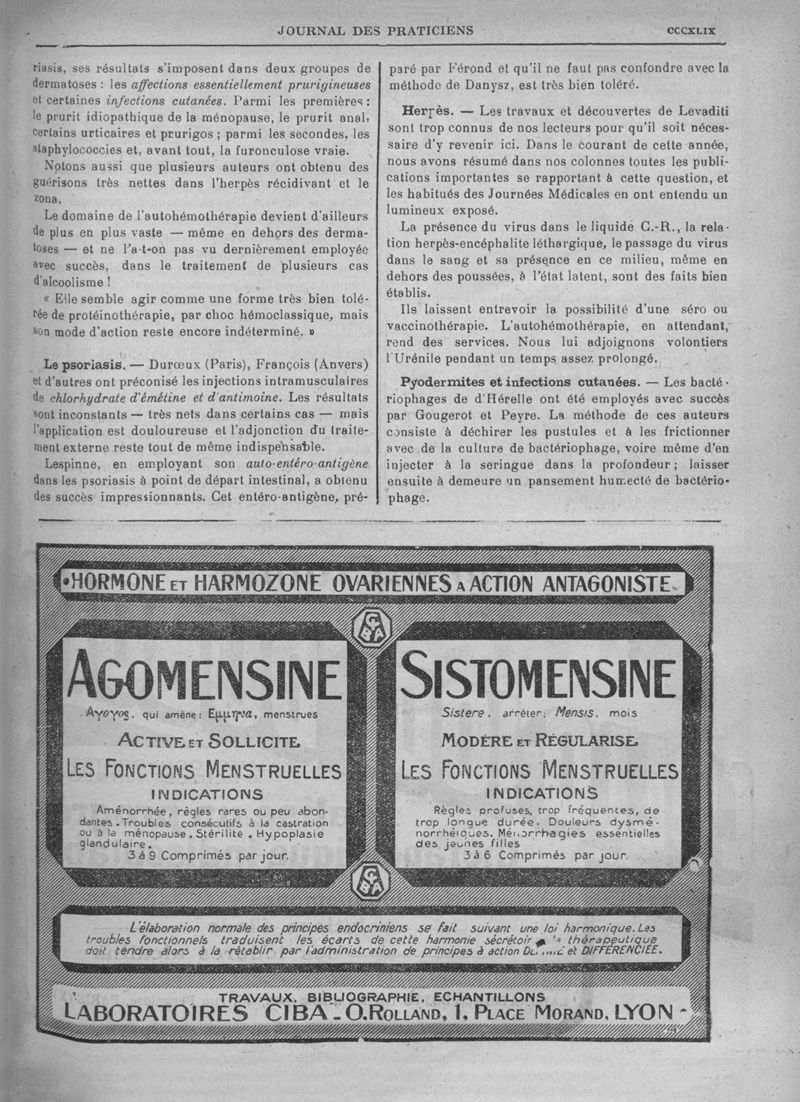 JOURNAL DES PRATICIENS
CCCXLIX
riasis, ses résultats s'imposent dans deux groupes de
dermatoses : les affections essentiellement prurigineuses
et certaines infections cutanées. Parmi les premières :
le prurit idiopathique de la ménopause, le prurit anal,
certains urticaires et prurigos ; parmi les secondes, les
staphylococcies et, avant tout, la furonculose vraie.
Notons aussi que plusieurs auteurs ont obtenu des
guérisons très nettes dans l'herpès récidivant et le
zona.
Le domaine de l'autohémothérapie devient d'ailleurs
de plus en plus vaste — même en dehors des derma-
toses — et ne l'a-t-on pas vu dernièrement employée
avec succès, dans le traitement de plusieurs cas
d'alcoolisme !
« Elle semble agir comme une forme très bien tolé-
rée de protéinothérapie, par choc hémoclassique, mais
son mode d'action reste encore indéterminé. »
Le psoriasis. — Durœux (Paris), François (Anvers)
et d'autres ont préconisé les injections intramusculaires
de chlorhydrate d'émétine et d'antimoine. Les résultats
sont inconstants — très nets dans certains cas — mais
l'application est douloureuse et l'adjonction du traite-
ment externe reste tout de même indispensable.
Lespinne, en employant son auto-entéro-antigène
dans les psoriasis à point de départ intestinal, a obtenu
des succès impressionnants. Cet entéro-antigène, pré-
paré par Férond et qu'il ne faut pas confondre avec la
méthode de Danysz, est très bien toléré.
Herpès. — Les travaux et découvertes de Levaditi
sont trop connus de nos lecteurs pour qu'il soit néces-
saire d'y revenir ici. Dans le courant de cette année,
nous avons résumé dans nos colonnes toutes les publi-
cations importantes se rapportant à cette question, et
les habitués des Journées Médicales en ont entendu un
lumineux exposé.
La présence du virus dans le liquide C.-R., la rela-
tion herpès-encéphalite léthargique, le passage du virus
dans le sang et sa présence en ce milieu, même en
dehors des poussées, à l'état latent, sont des faits bien
établis.
Ils laissent entrevoir la possibilité d'une séro ou
vaccinothérapie. L'autohémothérapie, en attendant,
rend des services. Nous lui adjoignons volontiers
l'Urénile pendant un temps assez prolongé.
Pyodermites et infections cutanées. — Les bacté-
riophages de d'Hérelle ont été employés avec succès
par Gougerot et Peyre. La méthode de ces auteurs
consiste à déchirer les pustules et à les frictionner
avec de la culture de bactériophage, voire même d'en
injecter à la seringue dans la profondeur ; laisser
ensuite à demeure un pansement humecté de bactério-
phage.
HORMONE ET HARMOZONE OVARIENNES A ACTION ANTAGONISTE
CIBA
AGOMENSINE
Αγογος, qui amène : Εμμηνα, menstrues
ACTIVE ET SOLLICITE
LES FONCTIONS MENSTRUELLES
INDICATIONS
Aménorrhée, règles rares ou peu abon-
dantes. Troubles consécutifs à la castration
ou à la ménopause. Stérilité. Hypoplasie
glandulaire.
3 à 9 Comprimés par jour.
SISTOMENSINE
Sistere, arrêter; Mensis, mois
MODÈRE ET RÉGULARISE
LES FONCTIONS MENSTRUELLES
INDICATIONS
Règles profuses, trop fréquentes, de
trop longue durée. Douleurs dysmé-
norrhéiques. Ménorrhagies essentielles
des jeunes filles
3 à 6 Comprimés par jour.
CIBA
L'élaboration normale des principes endocriniens se fait suivant une loi harmonique. Les
troubles fonctionnels traduisent les écarts de cette harmonie sécrétoir la thérapeutique
doit tendre alors à la rétablir par l'administration de principes à action et DIFFÉRENCIÉE.
TRAVAUX, BIBLIOGRAPHIE, ECHANTILLONS
LABORATOIRES CIBA - O. ROLLAND, 1, PLACE MORAND, LYON